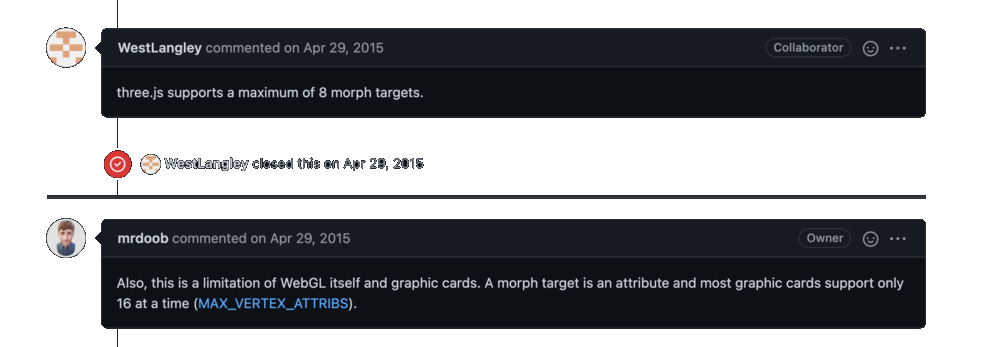 WestLangley commented on Apr 29, 2015
Collaborator
three.js supports a maximum of 8 morph targets.
WestLangley closed this on Apr 29, 2015
mrdoob commented on Apr 29, 2015
Owner
Also, this is a limitation of WebGL itself and graphic cards. A morph target is an attribute and most graphic cards support only
16 at a time (MAX_VERTEX_ATTRIBS).